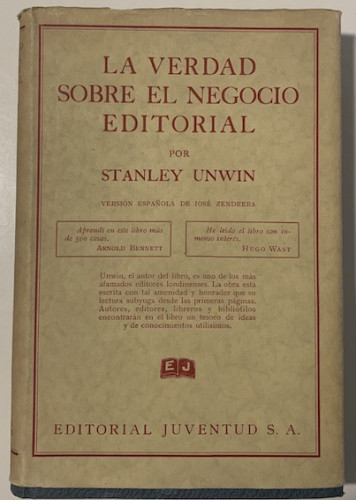 LA VERDAD
SOBRE EL NEGOCIO
EDITORIAL
POR
STANLEY UNWIN
VERSIÓN ESPAÑOLA DE JOSÉ ZENDRERA
Aprendí en este libro más
de 500 cosas.
ARNOLD BENNETT
He leído el libro con in-
menso interés.
HUGO WAST
Unwin, el autor del libro, es uno de los más
afamados editores londinenses. La obra está
escrita con tal amenidad y honradez que su
lectura subyuga desde las primeras páginas.
Autores, editores, libreros y bibliófilos
encontrarán en el libro un tesoro de ideas
y de conocimientos utilísimos.
E J
EDITORIAL JUVENTUD S. A.